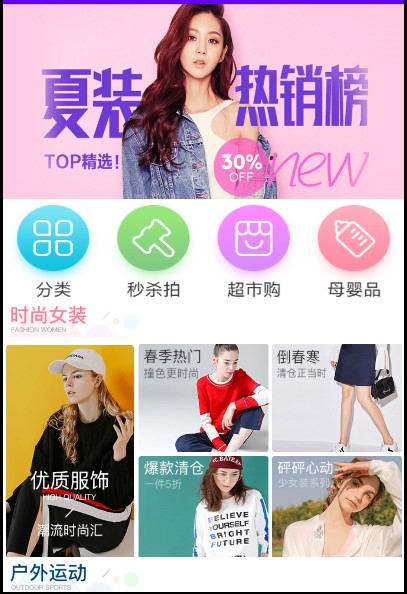 夏装
热销榜
TOP精选!
30%
OFF
new
分类
秒杀拍
超市购
母婴品
时尚女装
FASHION WOMEN
优质服饰
HIGH QUALITY
潮流时尚汇
春季热门
撞色更时尚
倒春寒
清仓正当时
爆款清仓
一件5折
BELIEVE
YOURSELF
BRIGHT
FUTURE
砰砰心动
少女装系列
户外运动
OUTDOOR SPORTS